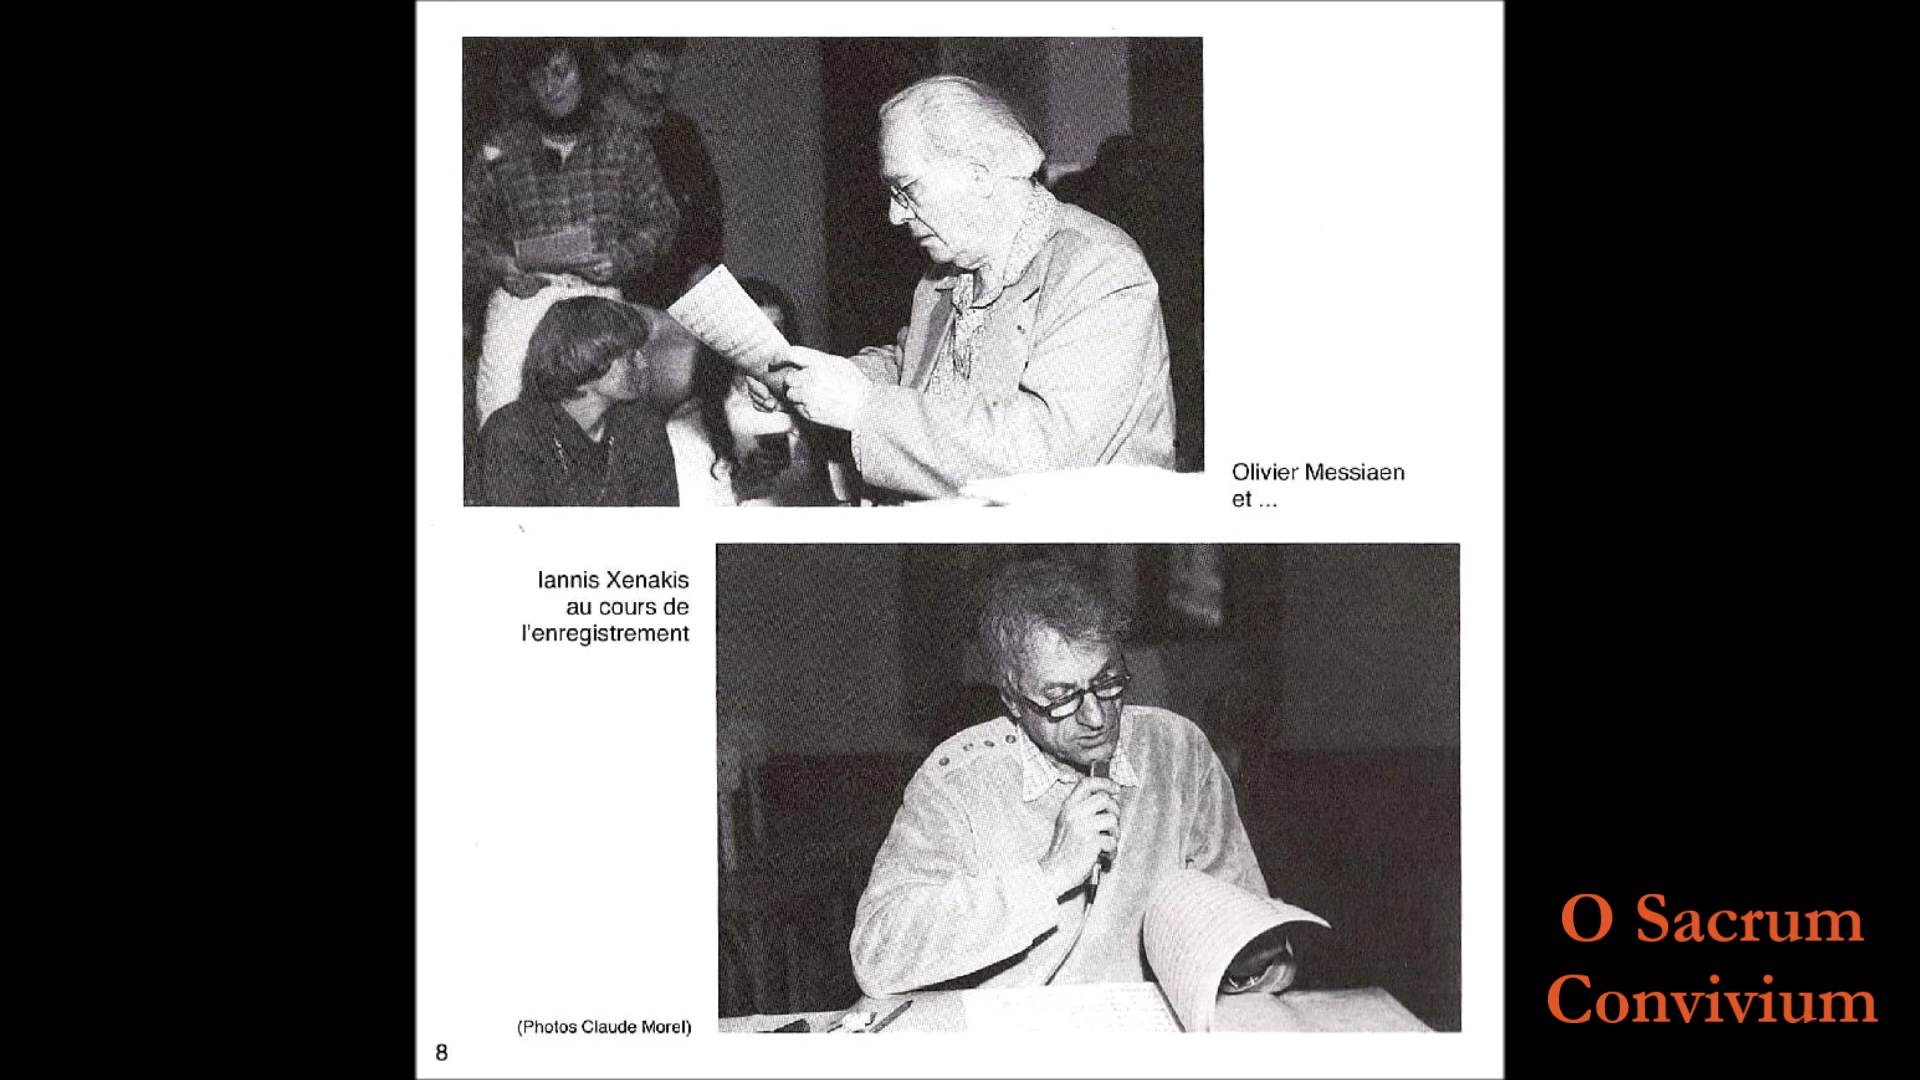 Olivier Messiaen
et ...
Iannis Xenakis
au cours de
l'enregistrement
(Photos Claude Morel)
8
O Sacrum
Convivium